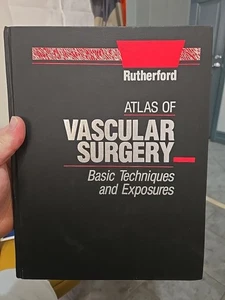 Rutherford
ATLAS OF
VASCULAR
SURGERY
Basic Techniques
and Exposures